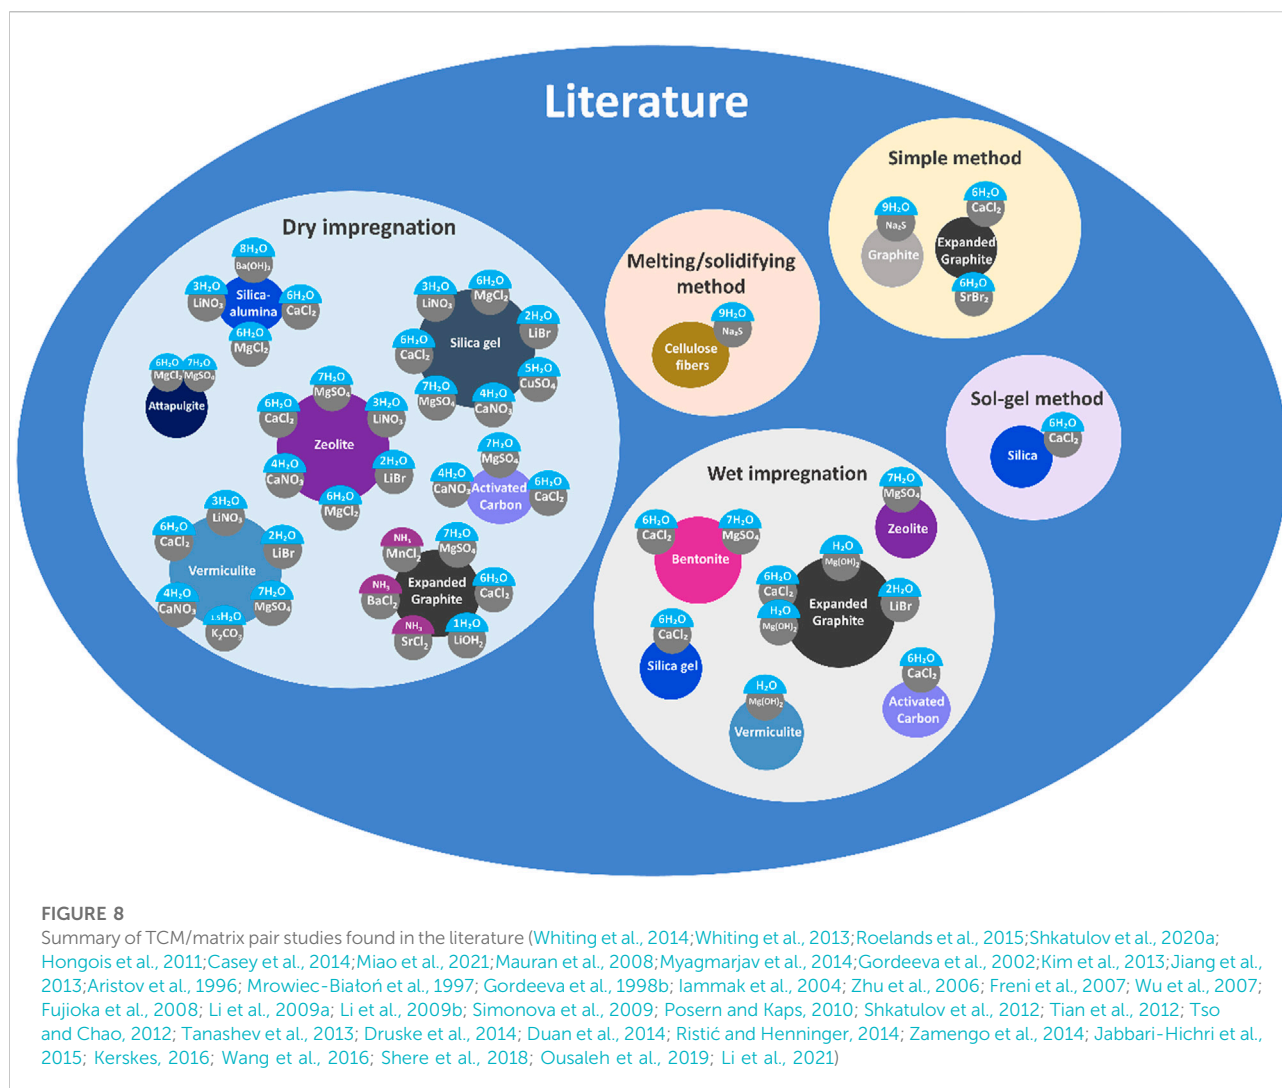 Literature
Simple method
9H₂O
Na₂S
Graphite
6H₂O
CaCl₂
Expanded
Graphite
6H₂O
SrBr₂
Dry impregnation
8H₂O
Ba(OH)₂
3H₂O
LiNO₃
Silica-
alumina
6H₂O
CaCl₂
6H₂O
MgCl₂
3H₂O
LiNO₃
6H₂O
MgCl₂
2H₂O
LiBr
Silica gel
6H₂O
CaCl₂
5H₂O
CuSO₄
7H₂O
MgSO₄
4H₂O
CaNO₃
6H₂O
MgCl₂
7H₂O
MgSO₄
Attapulgite
7H₂O
MgSO₄
6H₂O
CaCl₂
3H₂O
LiNO₃
Zeolite
4H₂O
CaNO₃
2H₂O
LiBr
6H₂O
MgCl₂
7H₂O
MgSO₄
4H₂O
CaNO₃
Activated
Carbon
6H₂O
CaCl₂
3H₂O
LiNO₃
6H₂O
CaCl₂
2H₂O
LiBr
Vermiculite
4H₂O
CaNO₃
7H₂O
MgSO₄
1.5H₂O
K₂CO₃
NH₃
MnCl₂
7H₂O
MgSO₄
NH₃
BaCl₂
Expanded
Graphite
6H₂O
CaCl₂
NH₃
SrCl₂
1H₂O
LiOH₂
Melting/solidifying
method
9H₂O
Na₂S
Cellulose
fibers
Sol-gel method
6H₂O
CaCl₂
Silica
Wet impregnation
7H₂O
MgSO₄
Zeolite
6H₂O
CaCl₂
7H₂O
MgSO₄
Bentonite
H₂O
Mg(OH)₂
6H₂O
CaCl₂
H₂O
Mg(OH)₂
Expanded
Graphite
2H₂O
LiBr
6H₂O
CaCl₂
Silica gel
6H₂O
CaCl₂
Activated
Carbon
H₂O
Mg(OH)₂
Vermiculite
FIGURE 8
Summary of TCM/matrix pair studies found in the literature (Whiting et al., 2014;Whiting et al., 2013;Roelands et al., 2015;Shkatulov et al., 2020a;
Hongois et al., 2011;Casey et al., 2014;Miao et al., 2021;Mauran et al., 2008;Myagmarjav et al., 2014;Gordeeva et al., 2002;Kim et al., 2013;Jiang et al.,
2013;Aristov et al., 1996; Mrowiec-Białoń et al., 1997; Gordeeva et al., 1998b; Iammak et al., 2004; Zhu et al., 2006; Freni et al., 2007; Wu et al., 2007;
Fujioka et al., 2008; Li et al., 2009a; Li et al., 2009b; Simonova et al., 2009; Posern and Kaps, 2010; Shkatulov et al., 2012; Tian et al., 2012; Tso
and Chao, 2012; Tanashev et al., 2013; Druske et al., 2014; Duan et al., 2014; Ristić and Henninger, 2014; Zamengo et al., 2014; Jabbari-Hichri et al.,
2015; Kerskes, 2016; Wang et al., 2016; Shere et al., 2018; Ousaleh et al., 2019; Li et al., 2021)